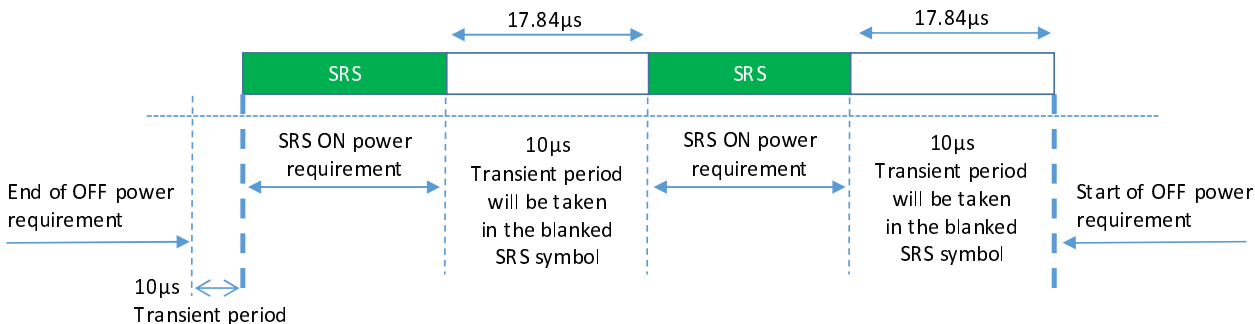 17.84µs
17.84µs
SRS
SRS
SRS ON power
requirement
10µs
Transient period
will be taken
in the blanked
SRS symbol
SRS ON power
requirement
10µs
Transient period
will be taken
in the blanked
SRS symbol
End of OFF power
requirement
Start of OFF power
requirement
10µs
Transient period